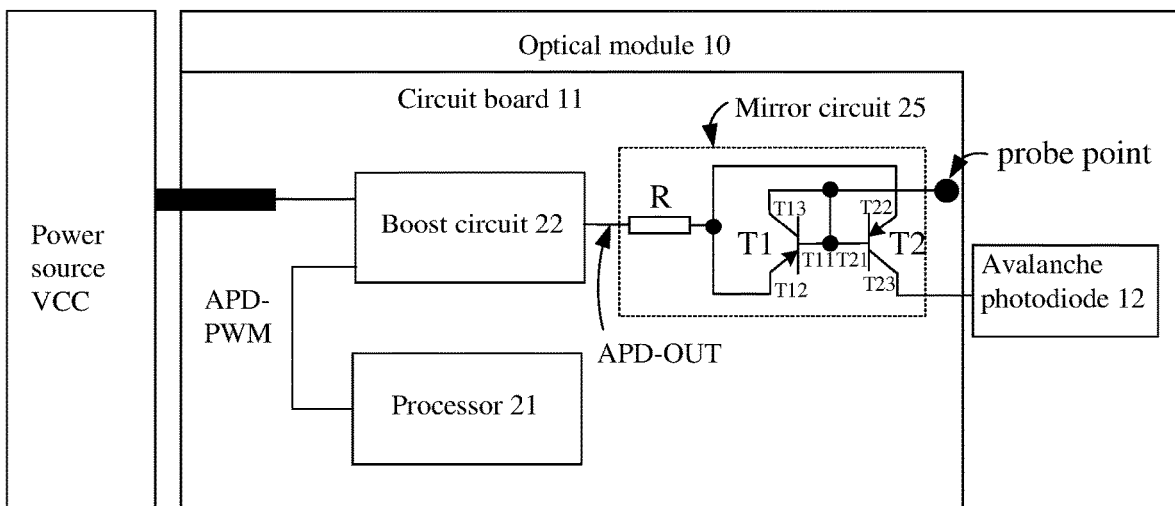 Optical module 10
Circuit board 11
Mirror circuit 25
probe point
Power
source
VCC
Boost circuit 22
R
T13
T22
T1
T11
T21
T2
T12
T23
Avalanche
photodiode 12
APD-
PWM
APD-OUT
Processor 21